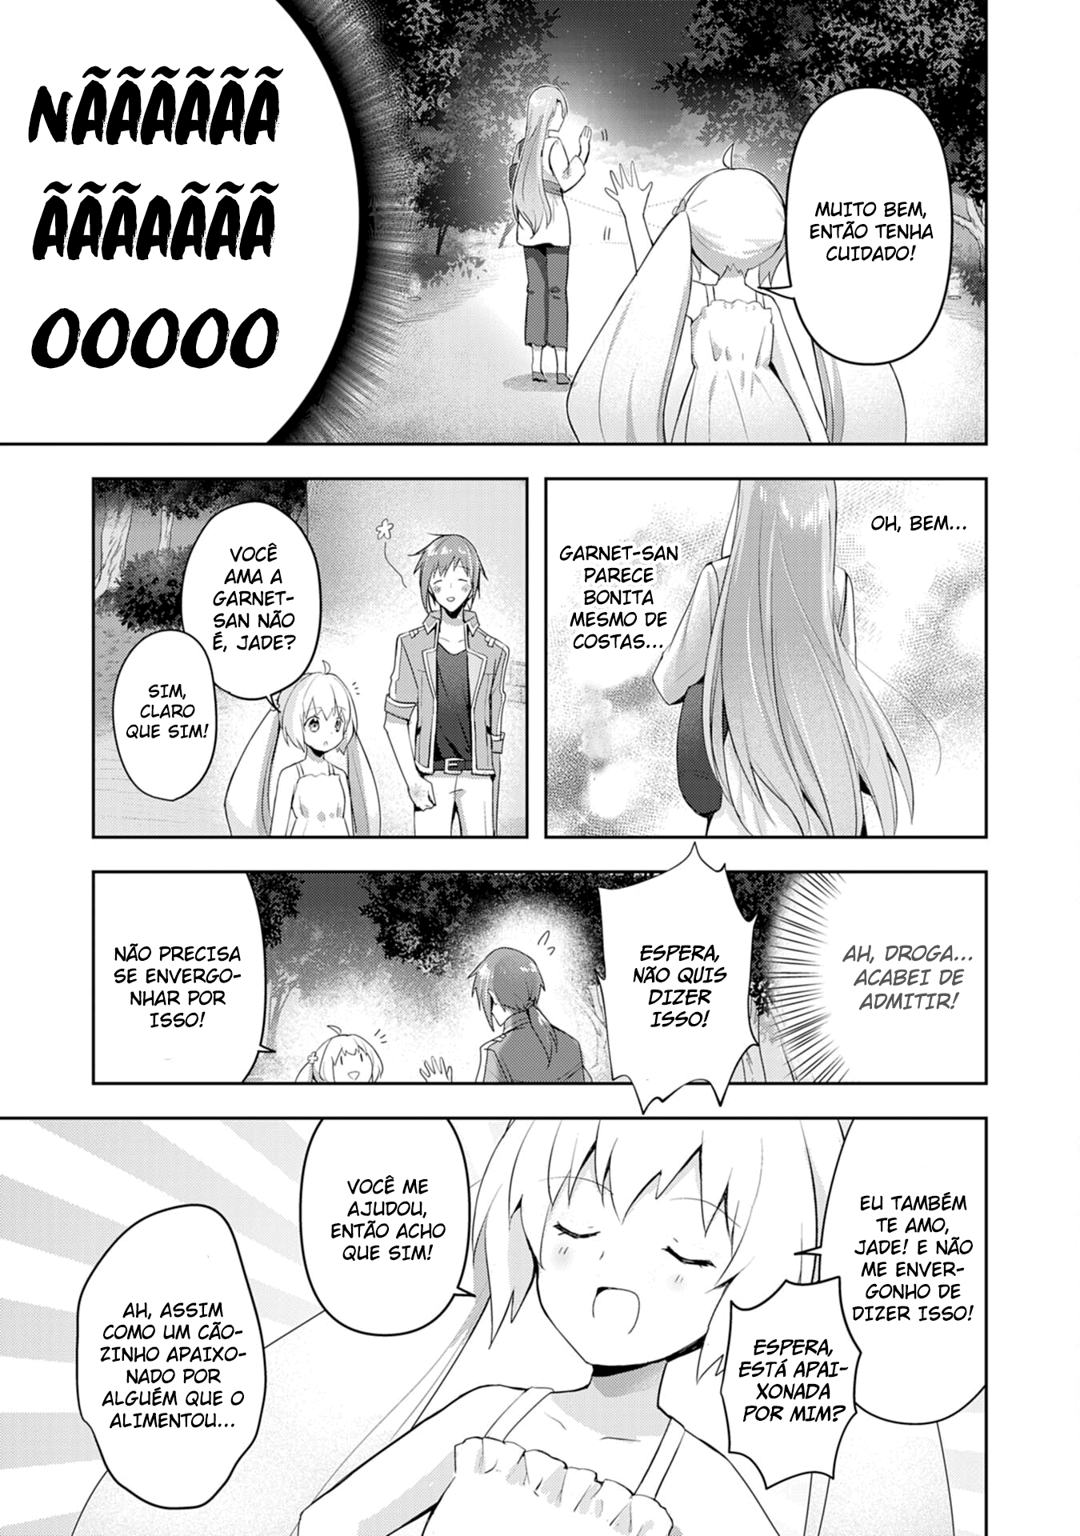 MUITO BEM,
ENTÃO TENHA
CUIDADO!
NÃÃÃÃÃÃ
ÃÃÃÃÃÃÃ
OOOOO
OH, BEM...
GARNET-SAN
PARECE
BONITA
MESMO DE
COSTAS...
VOCÊ
AMA A
GARNET-
SAN NÃO
É, JADE?
SIM,
CLARO
QUE SIM!
AH, DROGA...
ACABEI DE
ADMITIR!
ESPERA,
NÃO QUIS
DIZER
ISSO!
NÃO PRECISA
SE ENVERGO-
NHAR POR
ISSO!
EU TAMBÉM
TE AMO,
JADE! E NÃO
ME ENVER-
GONHO DE
DIZER ISSO!
ESPERA,
ESTÁ APAI-
XONADA
POR MIM?
VOCÊ ME
AJUDOU,
ENTÃO ACHO
QUE SIM!
AH, ASSIM
COMO UM CÃO-
ZINHO APAIXO-
NADO POR
ALGUÉM QUE O
ALIMENTOU...